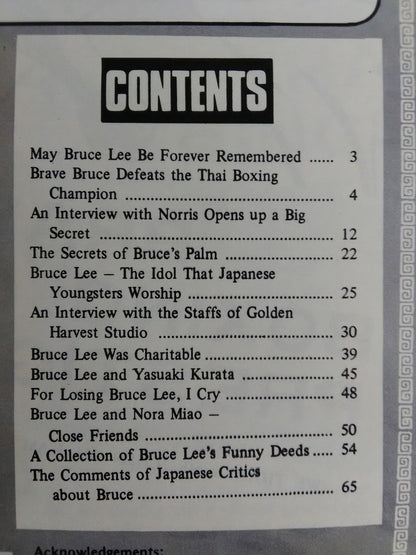 CONTENTS
May Bruce Lee Be Forever Remembered ...... 3
Brave Bruce Defeats the Thai Boxing
Champion .......................................... 4
An Interview with Norris Opens up a Big
Secret ............................................... 12
The Secrets of Bruce's Palm ..................... 22
Bruce Lee – The Idol That Japanese
Youngsters Worship ............................. 25
An Interview with the Staffs of Golden
Harvest Studio ................................... 30
Bruce Lee Was Charitable ......................... 39
Bruce Lee and Yasuaki Kurata .................. 45
For Losing Bruce Lee, I Cry ..................... 48
Bruce Lee and Nora Miao –
Close Friends ...................................... 50
A Collection of Bruce Lee's Funny Deeds ..... 54
The Comments of Japanese Critics
about Bruce ....................................... 65
Acknowledgements: